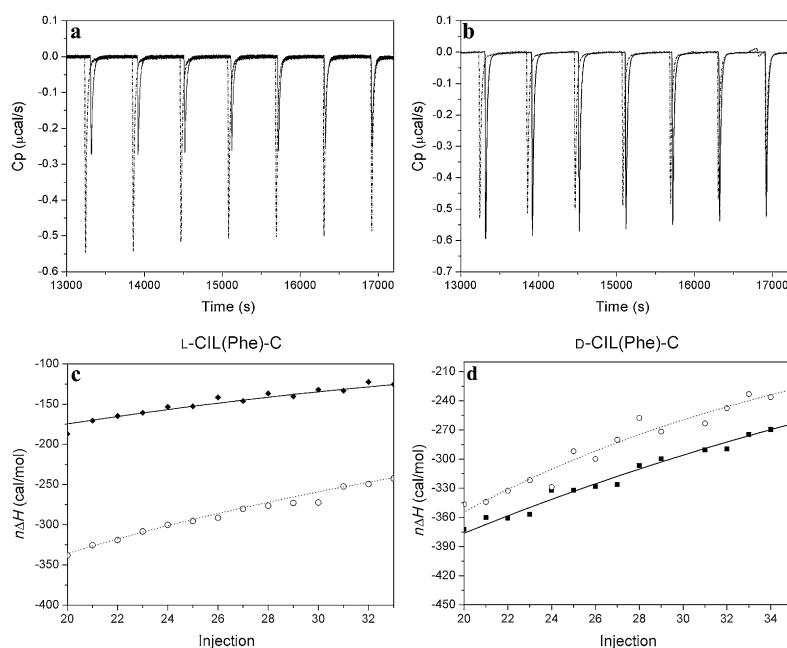 a
0.1
0.0
-0.1
-0.2
-0.3
-0.4
-0.5
-0.6
Cp (μcal/s)
13000 14000 15000 16000 17000
Time (s)
b
0.1
0.0
-0.1
-0.2
-0.3
-0.4
-0.5
-0.6
-0.7
Cp (μcal/s)
13000 14000 15000 16000 17000
Time (s)
L-CIL(Phe)-C
c
-100
-150
-200
-250
-300
-350
-400
nΔH (cal/mol)
20 22 24 26 28 30 32
Injection
D-CIL(Phe)-C
d
-210
-240
-270
-300
-330
-360
-390
-420
-450
nΔH (cal/mol)
20 22 24 26 28 30 32 34
Injection